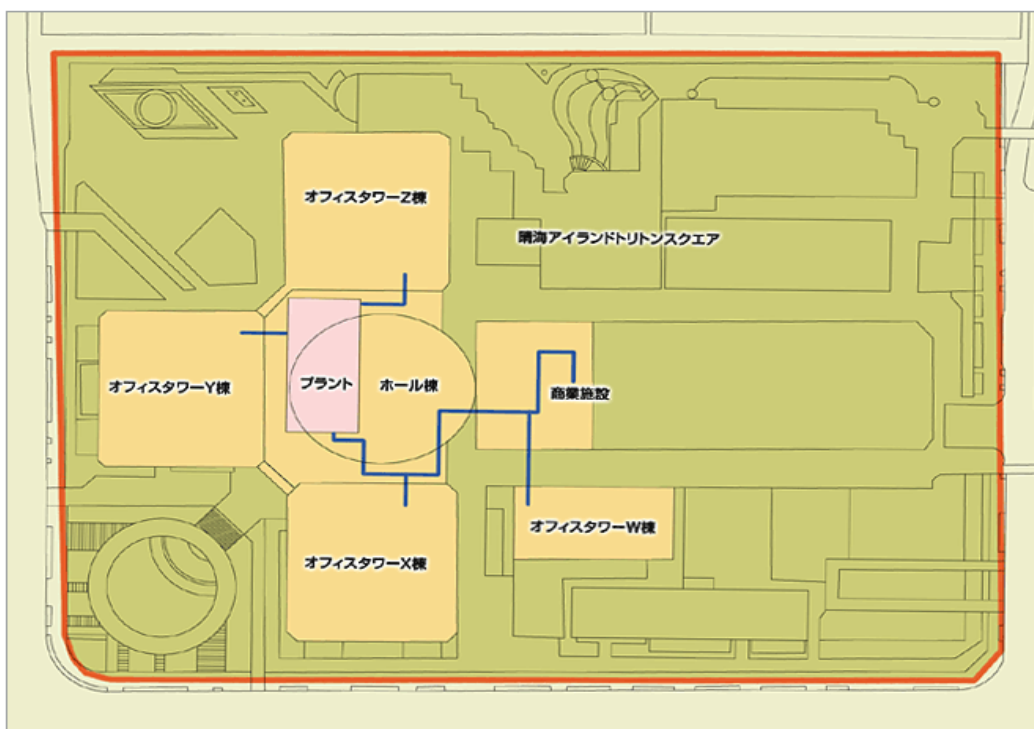 オフィスタワーZ棟
晴海アイランドトリトンスクエア
オフィスタワーY棟
プラント
ホール棟
商業施設
オフィスタワーW棟
オフィスタワーX棟